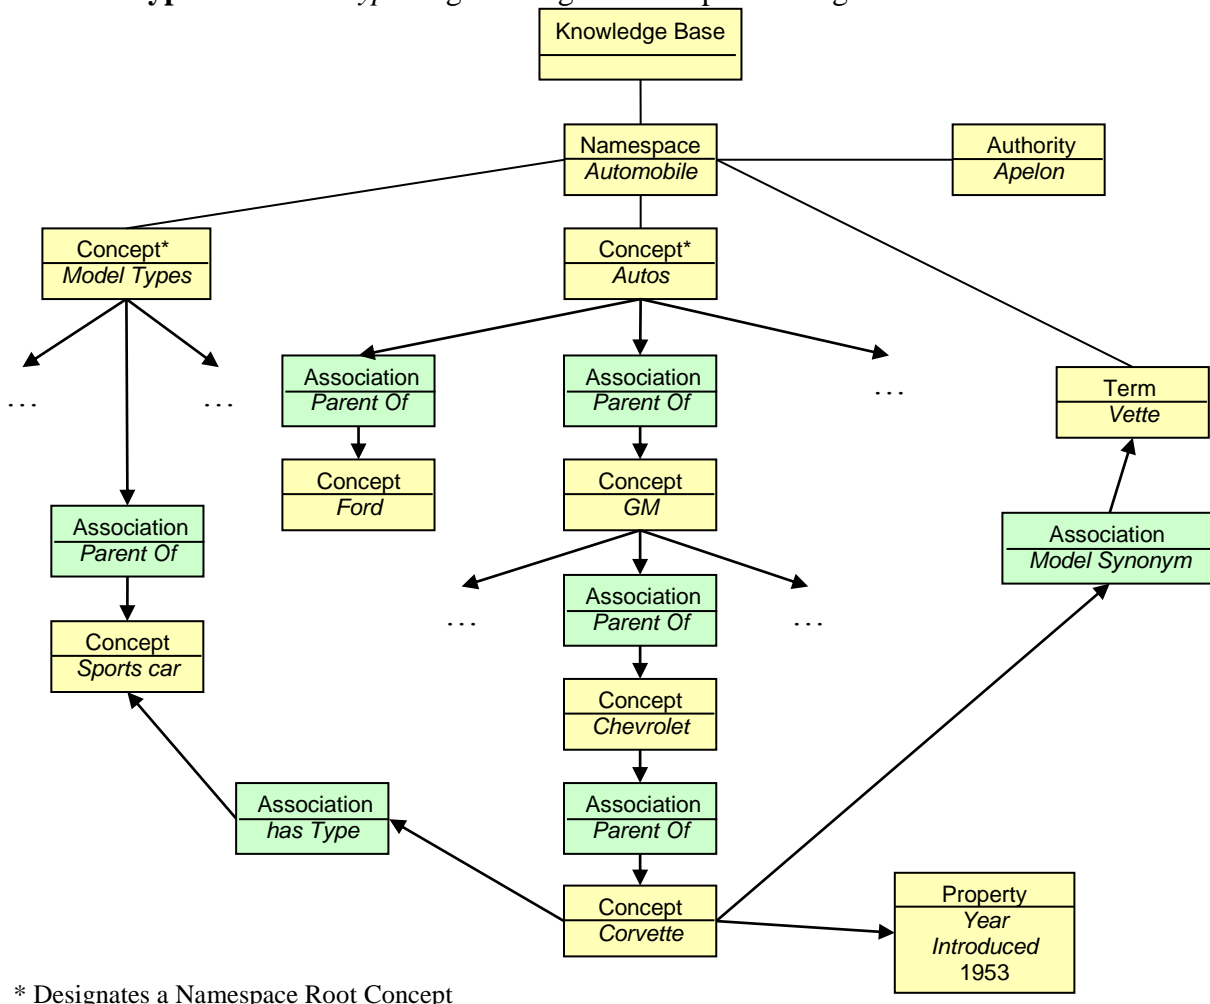 Knowledge Base
Namespace
Automobile
Authority
Apelon
Concept*
Model Types
Concept*
Autos
...
...
Association
Parent Of
Association
Parent Of
...
Term
Vette
Concept
Ford
Concept
GM
Association
Parent Of
Association
Model Synonym
...
Association
Parent Of
...
Concept
Sports car
Concept
Chevrolet
Association
has Type
Association
Parent Of
Concept
Corvette
Property
Year
Introduced
1953
* Designates a Namespace Root Concept